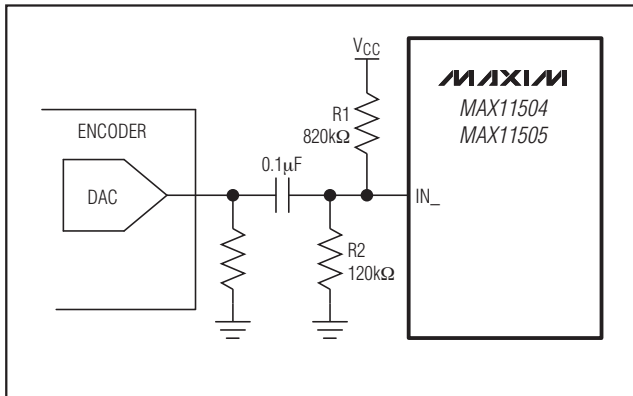 VCC
MAXIM
MAX11504
MAX11505
R1
820kΩ
ENCODER
0.1μF
DAC
IN_
R2
120kΩ